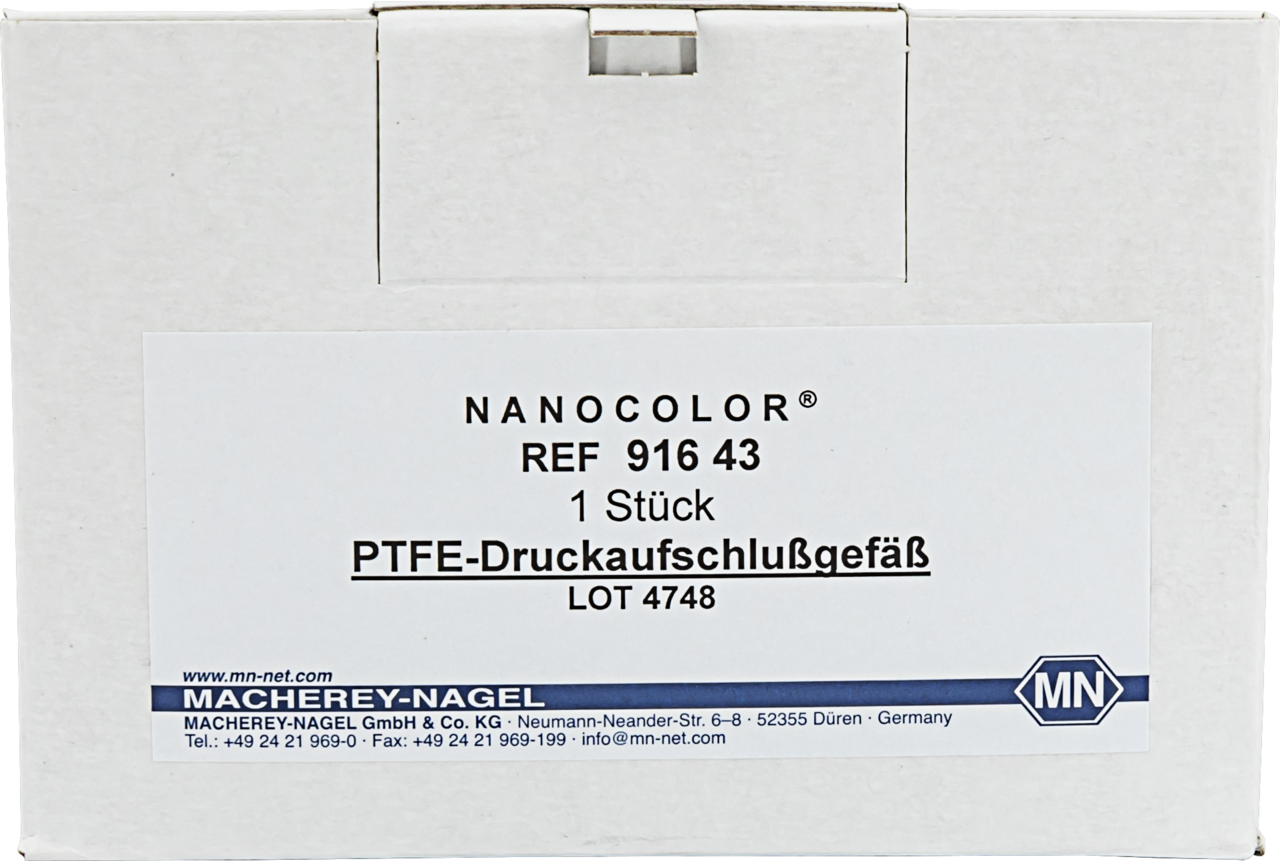 NANOCOLOR®
REF 916 43
1 Stück
PTFE-Druckaufschlußgefäß
LOT 4748
www.mn-net.com
MACHEREY-NAGEL
MN
MACHEREY-NAGEL GmbH & Co. KG · Neumann-Neander-Str. 6–8 · 52355 Düren · Germany
Tel.: +49 24 21 969-0 · Fax: +49 24 21 969-199 · info@mn-net.com